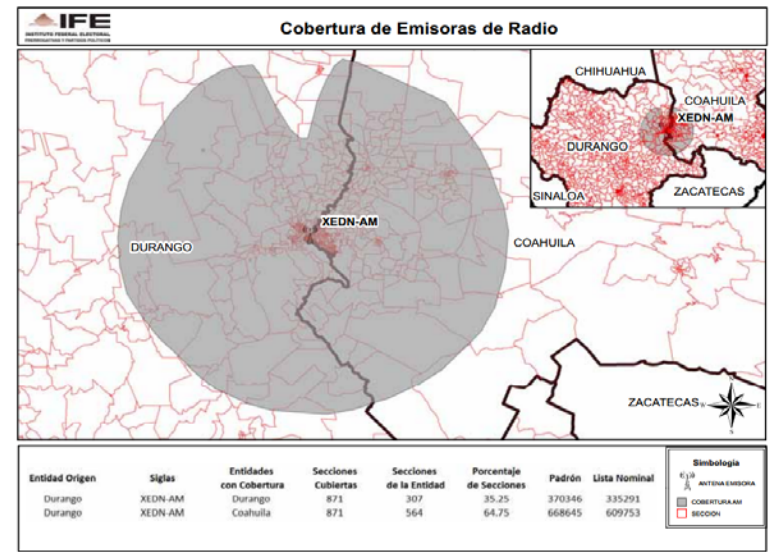 IFE
INSTITUTO FEDERAL ELECTORAL
PRERROGATIVAS Y PARTIDOS POLITICOS
Cobertura de Emisoras de Radio
CHIHUAHUA
COAHUILA
XEDN-AM
DURANGO
SINALOA
ZACATECAS
XEDN-AM
DURANGO
COAHUILA
ZACATECAS
N
W E
S
Entidad Origen Siglas Entidades con Cobertura Secciones Cubiertas Secciones de la Entidad Porcentaje de Secciones Padrón Lista Nominal
Durango XEDN-AM Durango 871 307 35.25 370346 335291
Durango XEDN-AM Coahuila 871 564 64.75 668645 609753
Simbología
ANTENA EMISORA
COBERTURA AM
SECCION